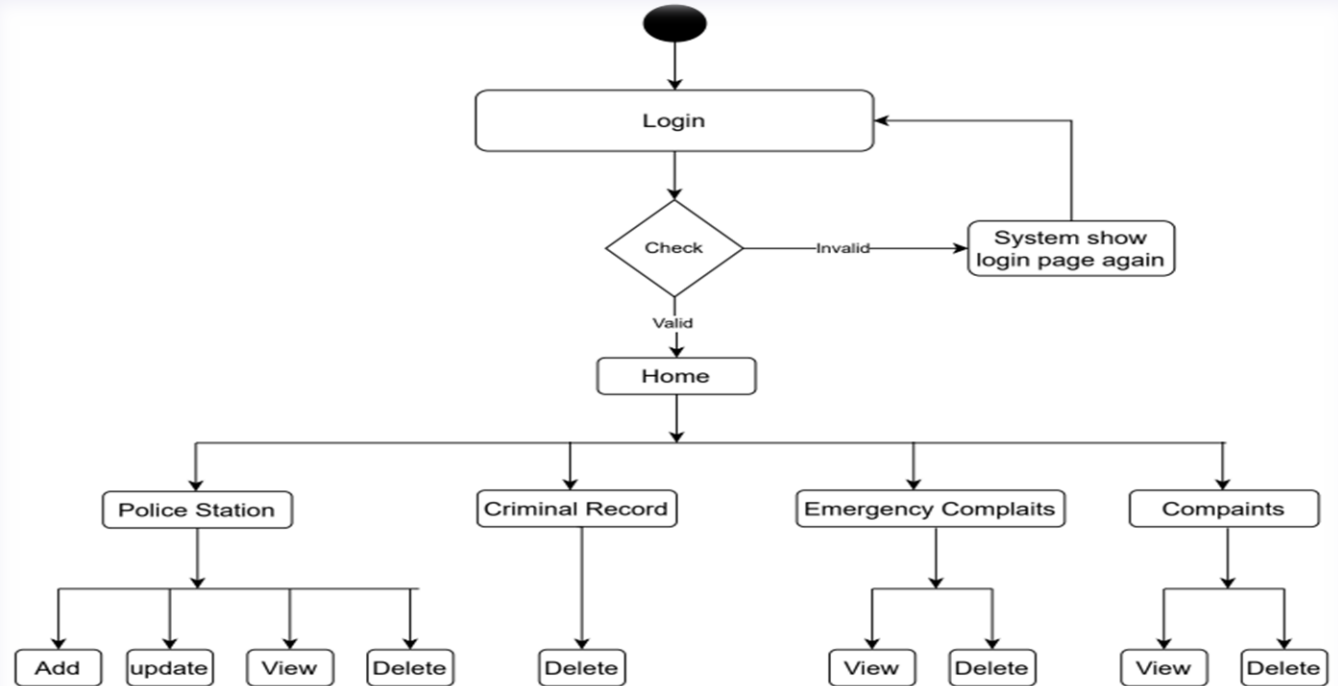 Login
Check
Invalid
System show
login page again
Valid
Home
Police Station
Criminal Record
Emergency Complaits
Compaints
Add
update
View
Delete
Delete
View
Delete
View
Delete